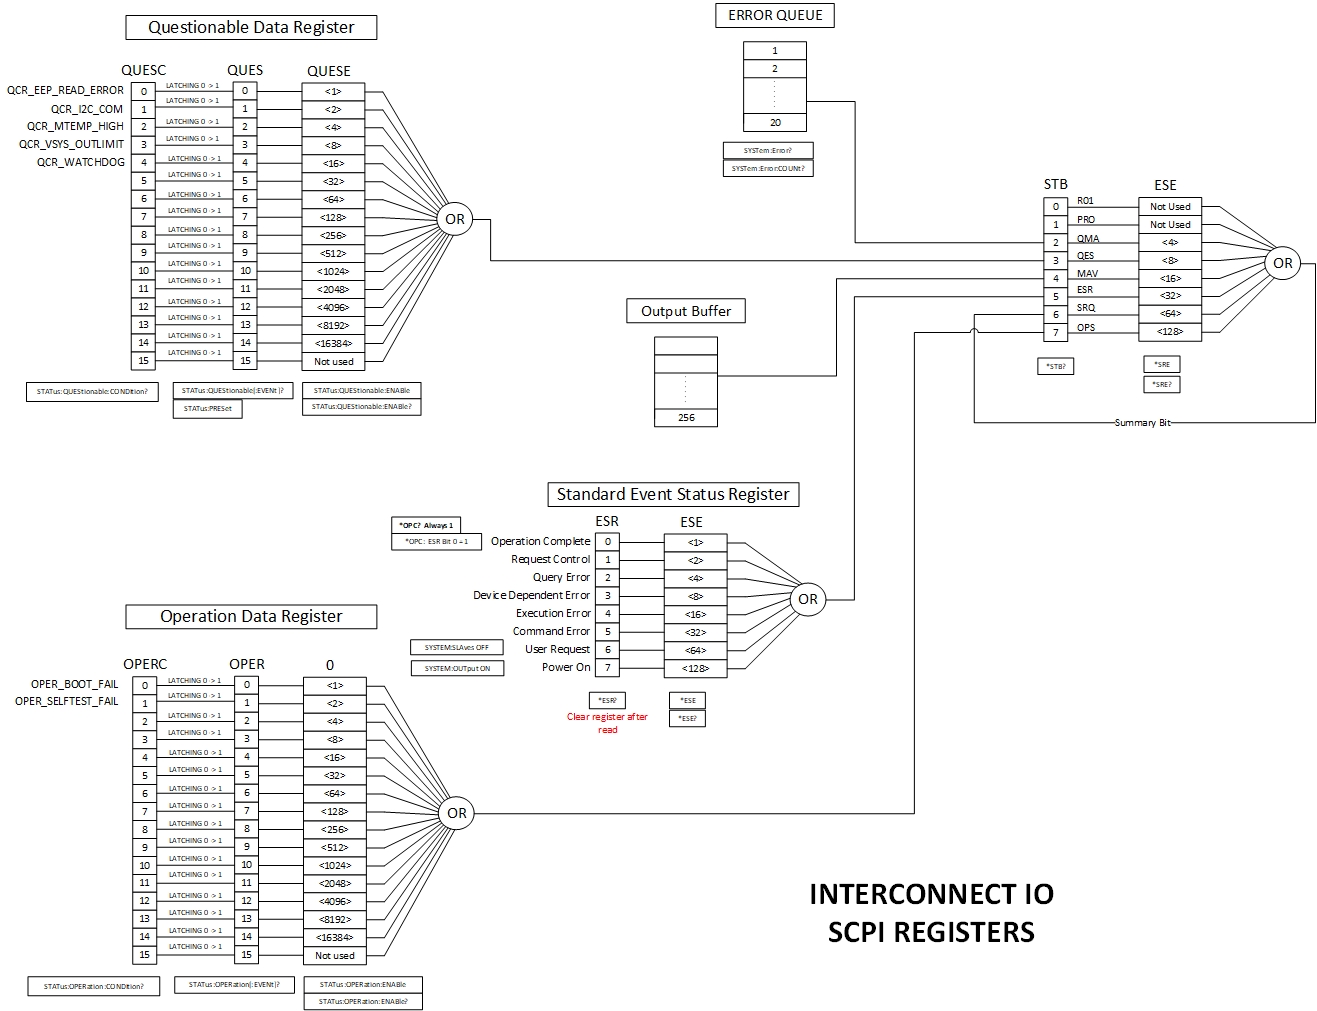 Questionable Data Register
QUESC QUES QUESE
QCR_EEP_READ_ERROR 0 LATCHING 0 -> 1 0 <1>
QCR_I2C_COM 1 LATCHING 0 -> 1 1 <2>
QCR_MTEMP_HIGH 2 LATCHING 0 -> 1 2 <4>
QCR_VSYS_OUTLIMIT 3 LATCHING 0 -> 1 3 <8>
QCR_WATCHDOG 4 LATCHING 0 -> 1 4 <16>
5 LATCHING 0 -> 1 5 <32>
6 LATCHING 0 -> 1 6 <64>
7 LATCHING 0 -> 1 7 <128>
8 LATCHING 0 -> 1 8 <256>
9 LATCHING 0 -> 1 9 <512>
10 LATCHING 0 -> 1 10 <1024>
11 LATCHING 0 -> 1 11 <2048>
12 LATCHING 0 -> 1 12 <4096>
13 LATCHING 0 -> 1 13 <8192>
14 LATCHING 0 -> 1 14 <16384>
15 LATCHING 0 -> 1 15 Not used
OR
STATus:QUEStionable:CONDition?
STATus:QUEStionable[:EVENt]?
STATus:PRESet
STATus:QUEStionable:ENABle
STATus:QUEStionable:ENABle?
ERROR QUEUE
1
2
20
SYSTem:Error?
SYSTem:Error:COUNt?
Output Buffer
256
STB ESE
0 R01 Not Used
1 PRO Not Used
2 QMA <4>
3 QES <8>
4 MAV <16>
5 ESR <32>
6 SRQ <64>
7 OPS <128>
OR
*STB?
*SRE
*SRE?
Summary Bit
Standard Event Status Register
ESR ESE
*OPC? Always 1
*OPC: ESR Bit 0 = 1
Operation Complete 0 <1>
Request Control 1 <2>
Query Error 2 <4>
Device Dependent Error 3 <8>
Execution Error 4 <16>
Command Error 5 <32>
User Request 6 <64>
Power On 7 <128>
OR
SYSTEM:SLAves OFF
SYSTEM:OUTput ON
*ESR?
Clear register after
read
*ESE
*ESE?
Operation Data Register
OPERC OPER 0
OPER_BOOT_FAIL 0 LATCHING 0 -> 1 0 <1>
OPER_SELFTEST_FAIL 1 LATCHING 0 -> 1 1 <2>
2 LATCHING 0 -> 1 2 <4>
3 LATCHING 0 -> 1 3 <8>
4 LATCHING 0 -> 1 4 <16>
5 LATCHING 0 -> 1 5 <32>
6 LATCHING 0 -> 1 6 <64>
7 LATCHING 0 -> 1 7 <128>
8 LATCHING 0 -> 1 8 <256>
9 LATCHING 0 -> 1 9 <512>
10 LATCHING 0 -> 1 10 <1024>
11 LATCHING 0 -> 1 11 <2048>
12 LATCHING 0 -> 1 12 <4096>
13 LATCHING 0 -> 1 13 <8192>
14 LATCHING 0 -> 1 14 <16384>
15 LATCHING 0 -> 1 15 Not used
OR
STATus:OPERation:CONDition?
STATus:OPERation[:EVENt]?
STATus:OPERation:ENABle
STATus:OPERation:ENABle?
INTERCONNECT IO
SCPI REGISTERS